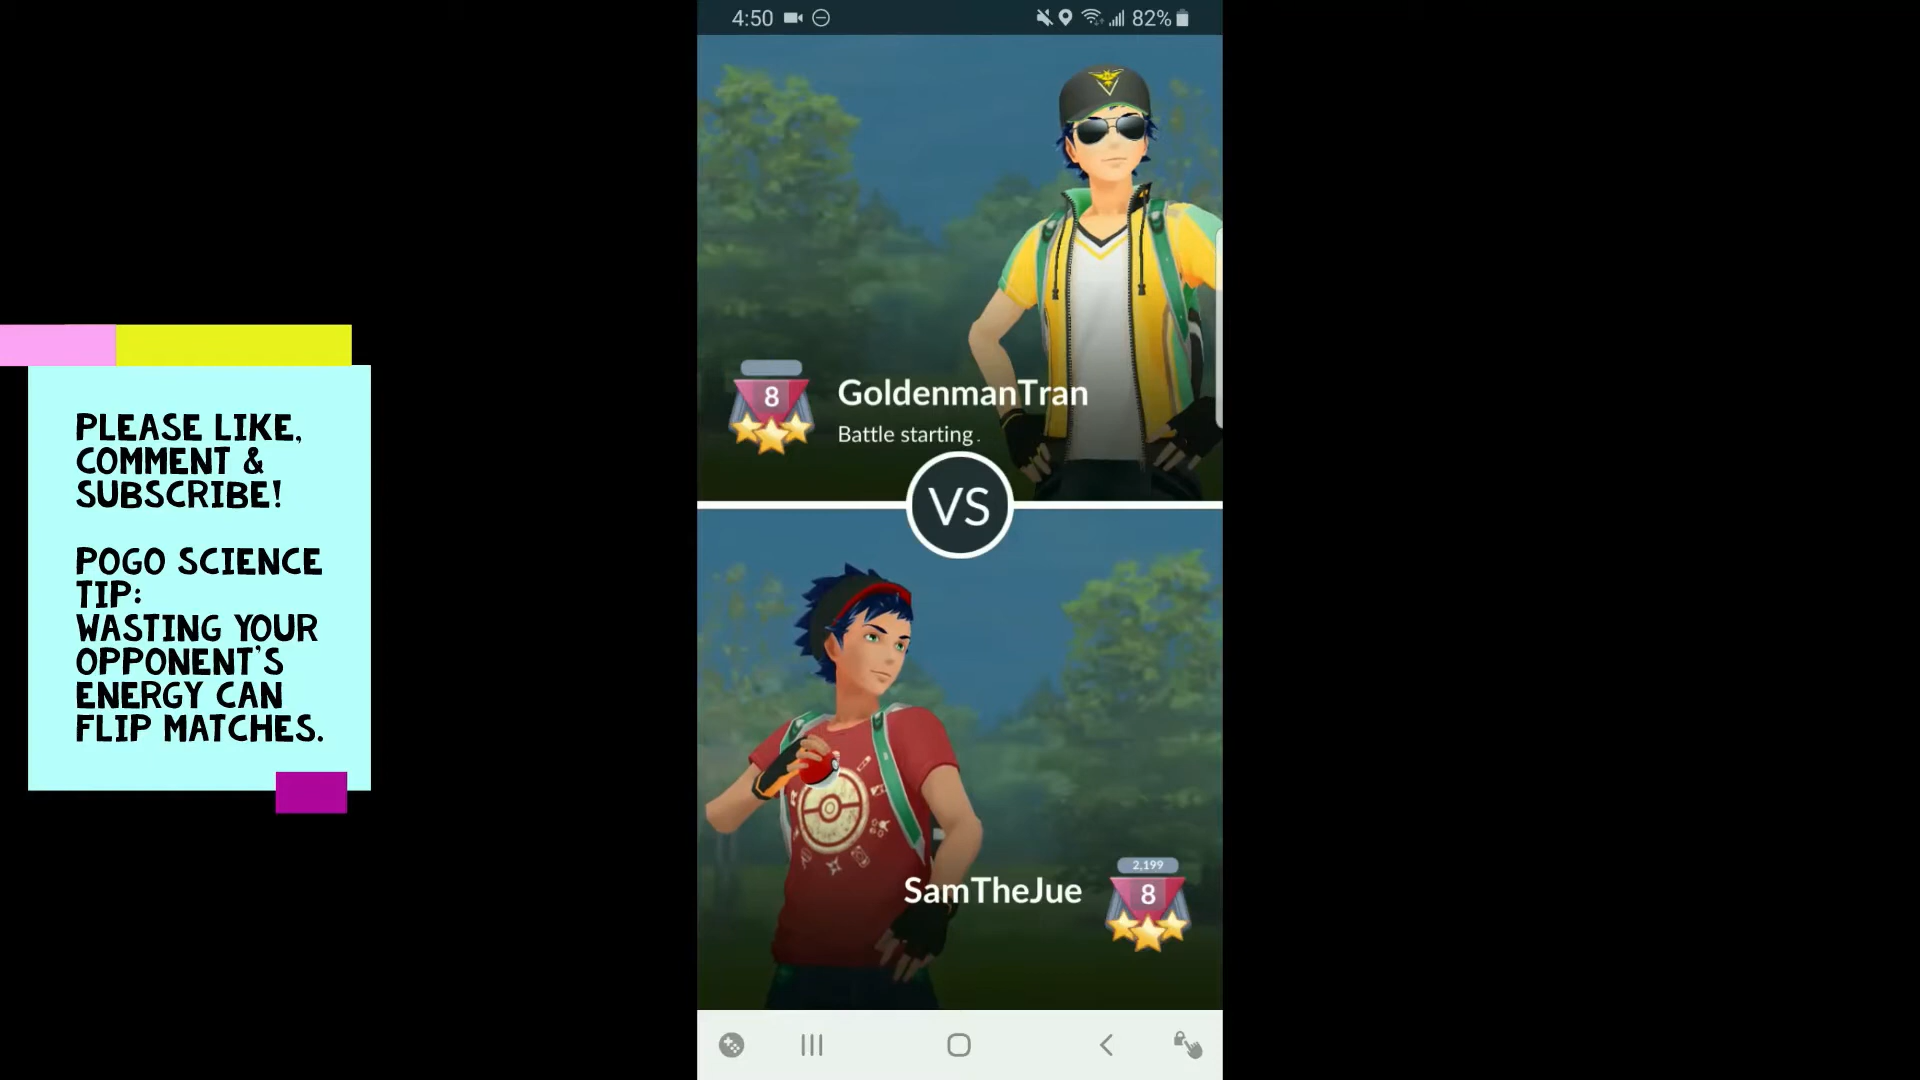 4:50
82%
8
GoldenmanTran
Battle starting.
VS
PLEASE LIKE,
COMMENT &
SUBSCRIBE!
POGO SCIENCE
TIP:
WASTING YOUR
OPPONENT'S
ENERGY CAN
FLIP MATCHES.
SamTheJue
2,199
8